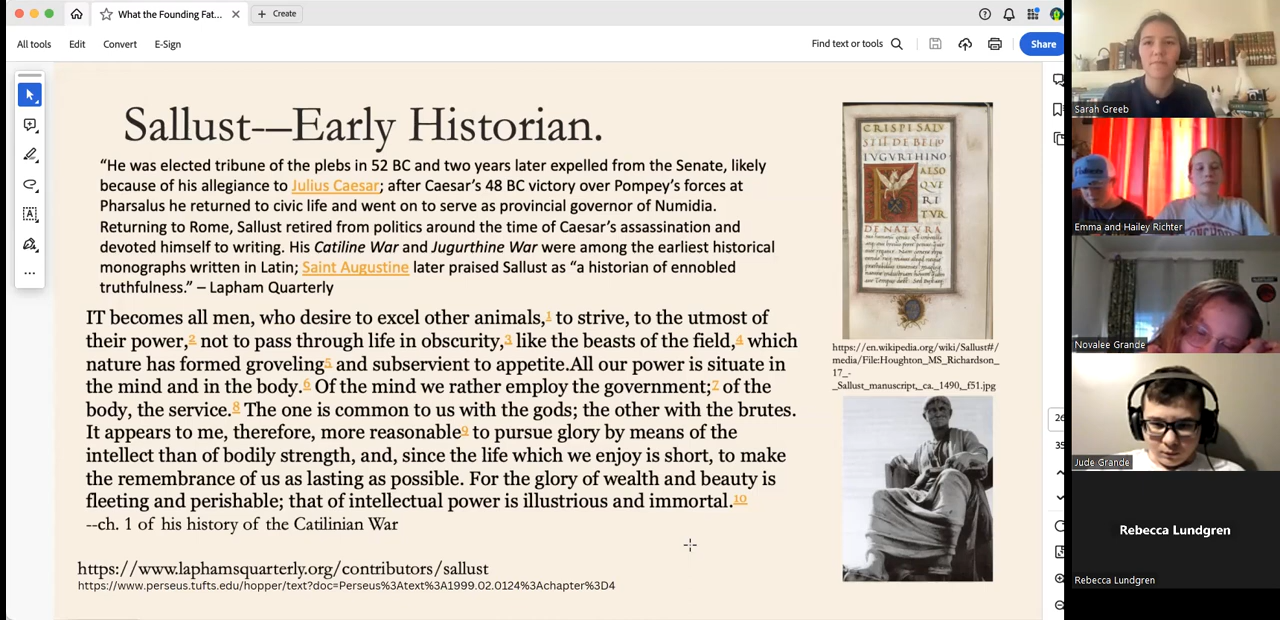 What the Founding Fat...
Create
All tools
Edit
Convert
E-Sign
Find text or tools
Share
Sallust-—Early Historian.
“He was elected tribune of the plebs in 52 BC and two years later expelled from the Senate, likely
because of his allegiance to Julius Caesar; after Caesar’s 48 BC victory over Pompey’s forces at
Pharsalus he returned to civic life and went on to serve as provincial governor of Numidia.
Returning to Rome, Sallust retired from politics around the time of Caesar’s assassination and
devoted himself to writing. His Catiline War and Jugurthine War were among the earliest historical
monographs written in Latin; Saint Augustine later praised Sallust as “a historian of ennobled
truthfulness.” – Lapham Quarterly
IT becomes all men, who desire to excel other animals,1 to strive, to the utmost of
their power,2 not to pass through life in obscurity,3 like the beasts of the field,4 which
nature has formed groveling5 and subservient to appetite.All our power is situate in
the mind and in the body.6 Of the mind we rather employ the government;7 of the
body, the service.8 The one is common to us with the gods; the other with the brutes.
It appears to me, therefore, more reasonable9 to pursue glory by means of the
intellect than of bodily strength, and, since the life which we enjoy is short, to make
the remembrance of us as lasting as possible. For the glory of wealth and beauty is
fleeting and perishable; that of intellectual power is illustrious and immortal.10
--ch. 1 of his history of the Catilinian War
https://www.laphamsquarterly.org/contributors/sallust
https://www.perseus.tufts.edu/hopper/text?doc=Perseus%3Atext%3A1999.02.0124%3Achapter%3D4
CRISPI SALV
STII DE BELLO
IVGVRTHINO
ALSO
QVE
RI
TVR
DE NATVRA
https://en.wikipedia.org/wiki/Sallust#/
media/File:Houghton_MS_Richardson_
17_-
_Sallust_manuscript,_ca._1490,_f51.jpg
26
35
Sarah Greeb
Emma and Hailey Richter
Novalee Grande
Jude Grande
Rebecca Lundgren
Rebecca Lundgren